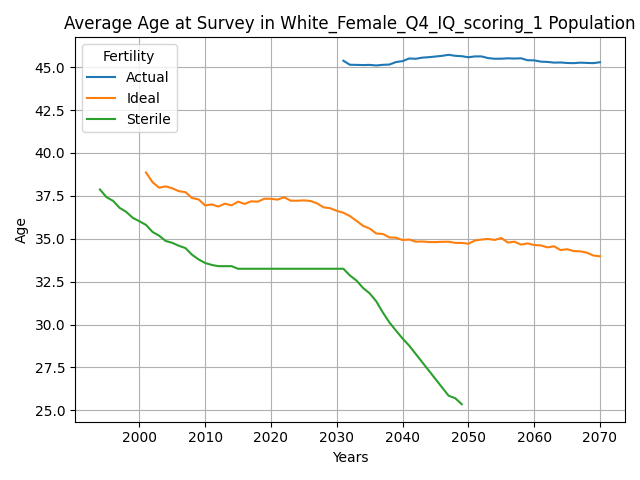 Average Age at Survey in White_Female_Q4_IQ_scoring_1 Population
Fertility
Actual
Ideal
Sterile
45.0
42.5
40.0
37.5
35.0
32.5
30.0
27.5
25.0
Age
2000 2010 2020 2030 2040 2050 2060 2070
Years